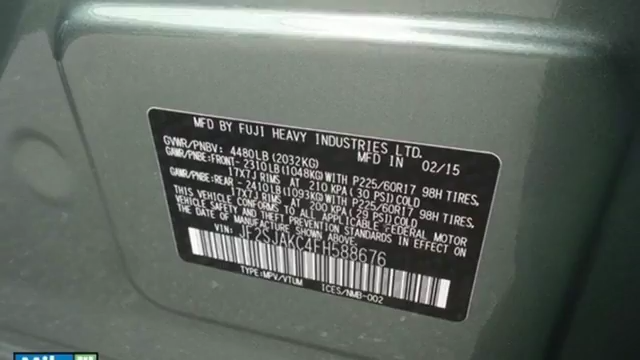 MFD BY FUJI HEAVY INDUSTRIES LTD.
GVWR/PNBV: 4480LB(2032KG) MFD IN 02/15
GAWR/PNBE:FRONT-2310LB(1048KG)WITH P225/60R17 98H TIRES,
17X7J RIMS AT 210 KPA(30 PSI)COLD
GAWR/PNBE:REAR -2410LB(1093KG)WITH P225/60R17 98H TIRES,
17X7J RIMS AT 200 KPA(29 PSI)COLD
THIS VEHICLE CONFORMS TO ALL APPLICABLE FEDERAL MOTOR
VEHICLE SAFETY AND THEFT PREVENTION STANDARDS IN EFFECT ON
THE DATE OF MANUFACTURE SHOWN ABOVE.
VIN: JF2SJAKC4FH588676
TYPE:MPV/VTUM ICES/NMB-002